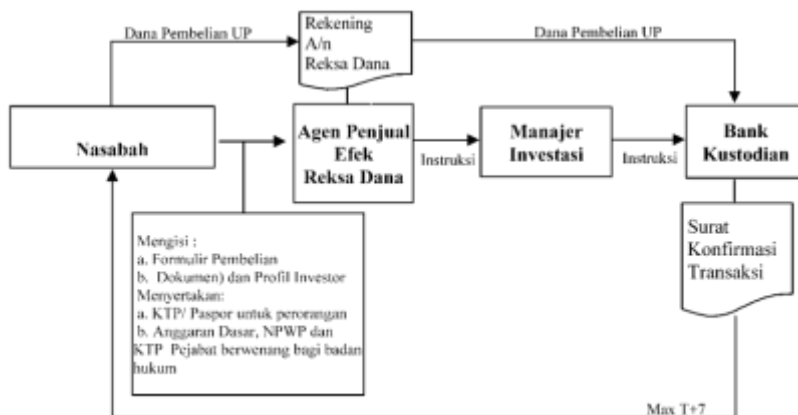 Dana Pembelian UP
Rekening
A/n
Reksa Dana
Dana Pembelian UP
Nasabah
Agen Penjual
Efek
Reksa Dana
Instruksi
Manajer
Investasi
Instruksi
Bank
Kustodian
Mengisi :
a. Formulir Pembelian
b. Dokumen) dan Profil Investor
Menyertakan:
a. KTP/ Paspor untuk perorangan
b. Anggaran Dasar, NPWP dan
KTP Pejabat berwenang bagi badan
hukum
Surat
Konfirmasi
Transaksi
Max T+7